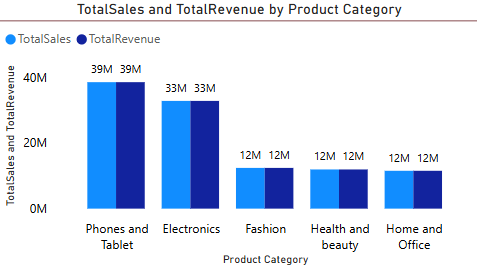 TotalSales and TotalRevenue by Product Category
TotalSales TotalRevenue
TotalSales and TotalRevenue
40M
20M
0M
39M 39M
33M 33M
12M 12M
12M 12M
12M 12M
Phones and
Tablet
Electronics
Fashion
Health and
beauty
Home and
Office
Product Category